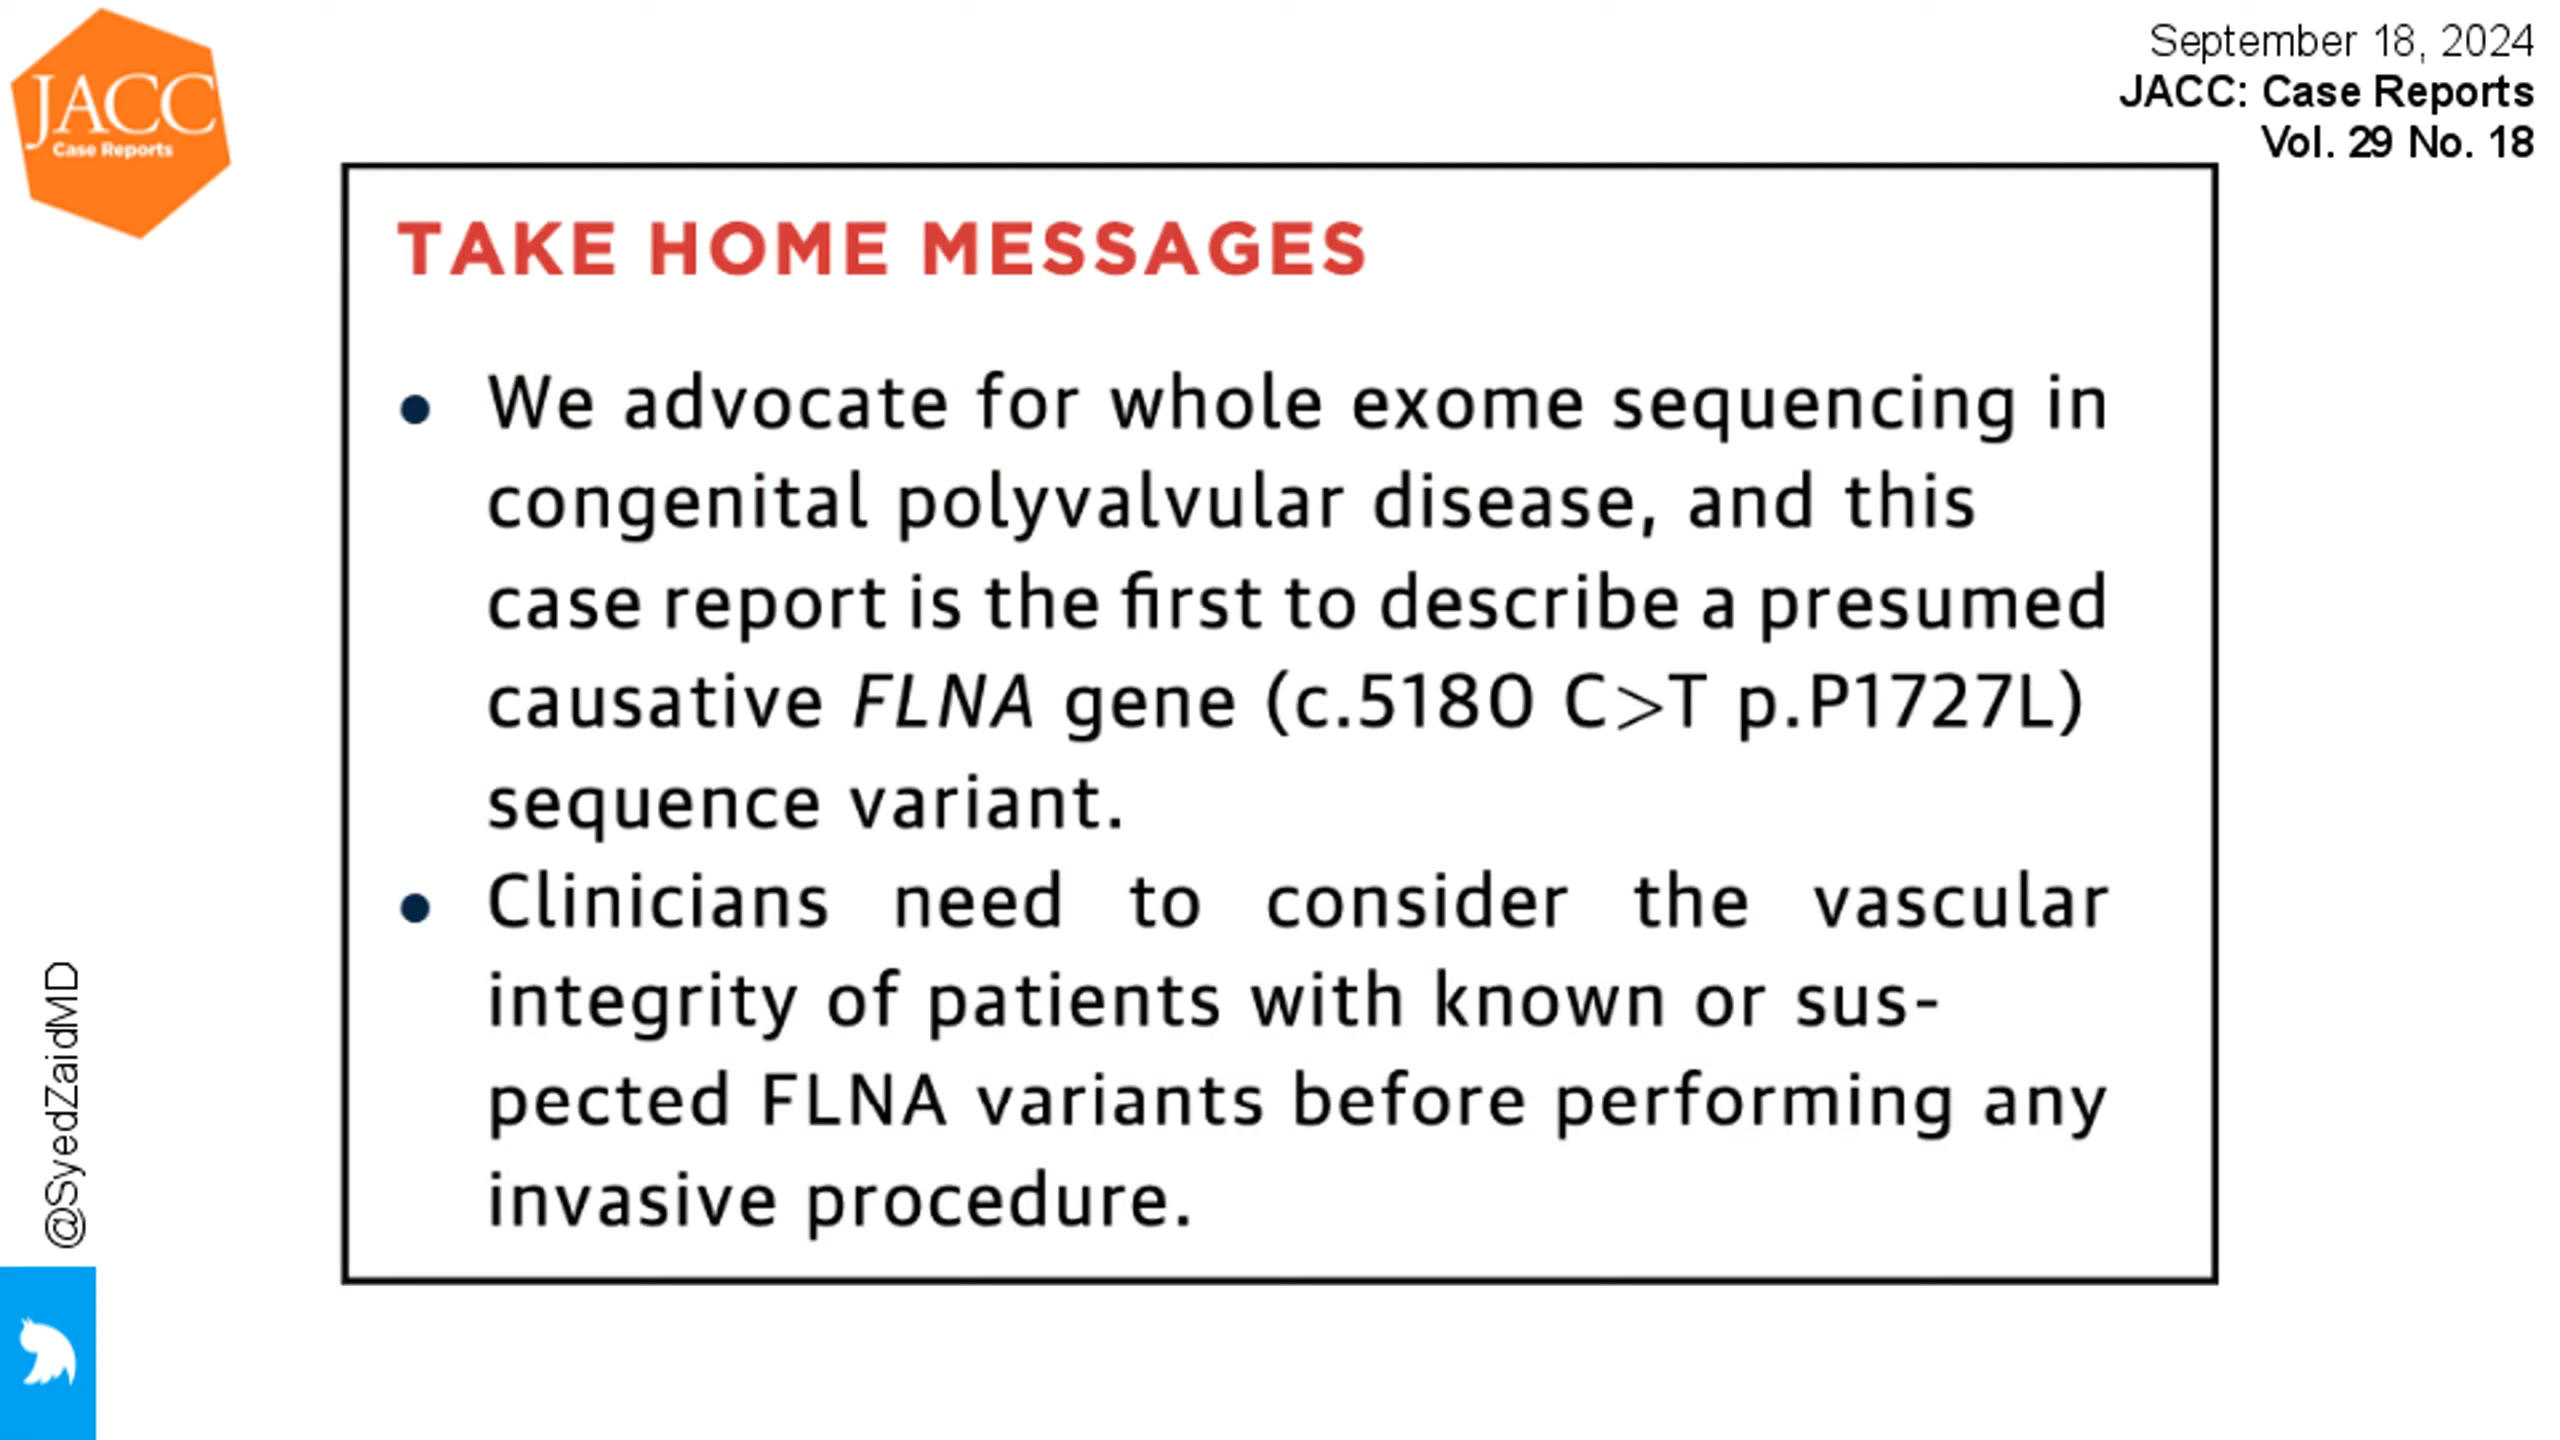 JACC
Case Reports
September 18, 2024
JACC: Case Reports
Vol. 29 No. 18
TAKE HOME MESSAGES
• We advocate for whole exome sequencing in
congenital polyvalvular disease, and this
case report is the first to describe a presumed
causative FLNA gene (c.5180 C>T p.P1727L)
sequence variant.
• Clinicians need to consider the vascular
integrity of patients with known or sus-
pected FLNA variants before performing any
invasive procedure.
@SyedZaidMD